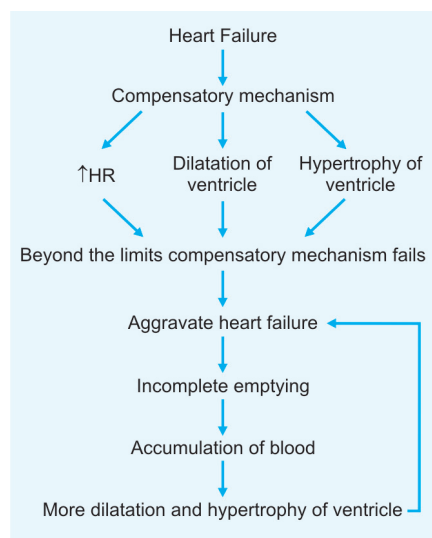 Heart Failure
Compensatory mechanism
↑HR
Dilatation of
ventricle
Hypertrophy of
ventricle
Beyond the limits compensatory mechanism fails
Aggravate heart failure
Incomplete emptying
Accumulation of blood
More dilatation and hypertrophy of ventricle